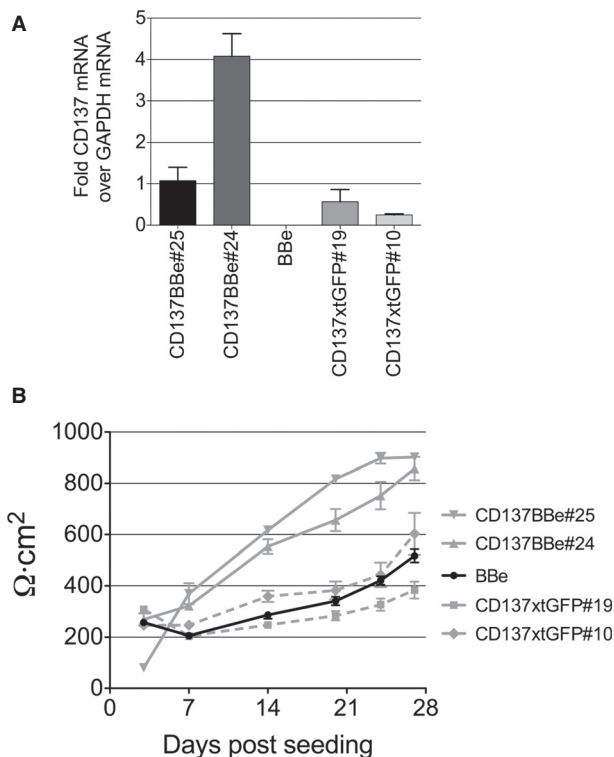 A
Fold CD137 mRNA
over GAPDH mRNA
5
4
3
2
1
0
CD137BBe#25
CD137BBe#24
BBe
CD137xtGFP#19
CD137xtGFP#10
B
Ω·cm²
1000
800
600
400
200
0
0 7 14 21 28
Days post seeding
CD137BBe#25
CD137BBe#24
BBe
CD137xtGFP#19
CD137xtGFP#10